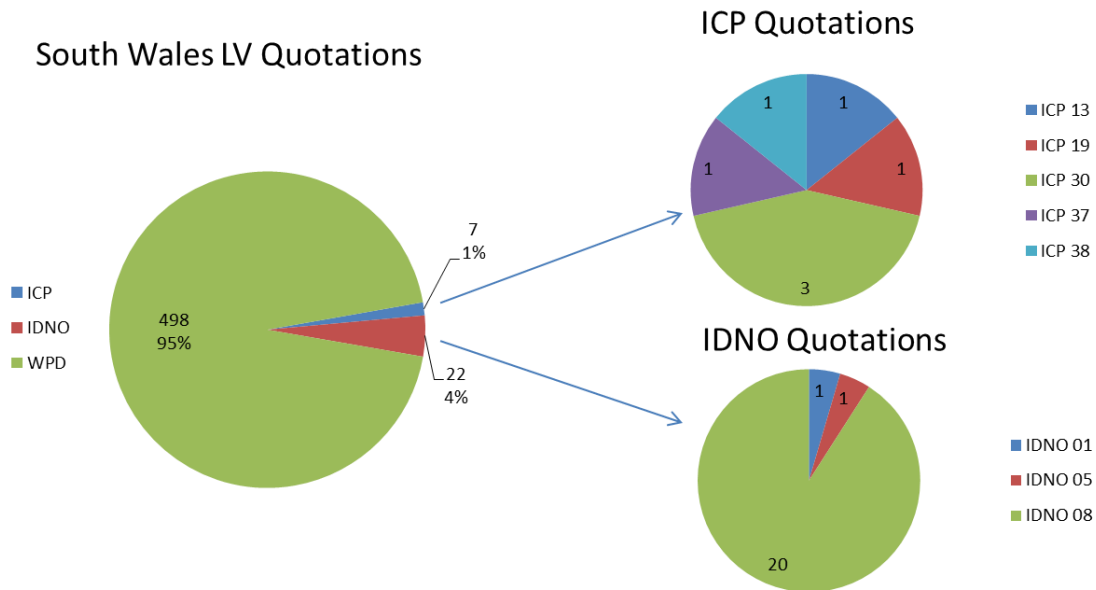 South Wales LV Quotations
ICP
IDNO
WPD
498
95%
7
1%
22
4%
ICP Quotations
1
1
3
1
1
ICP 13
ICP 19
ICP 30
ICP 37
ICP 38
IDNO Quotations
1
1
20
IDNO 01
IDNO 05
IDNO 08